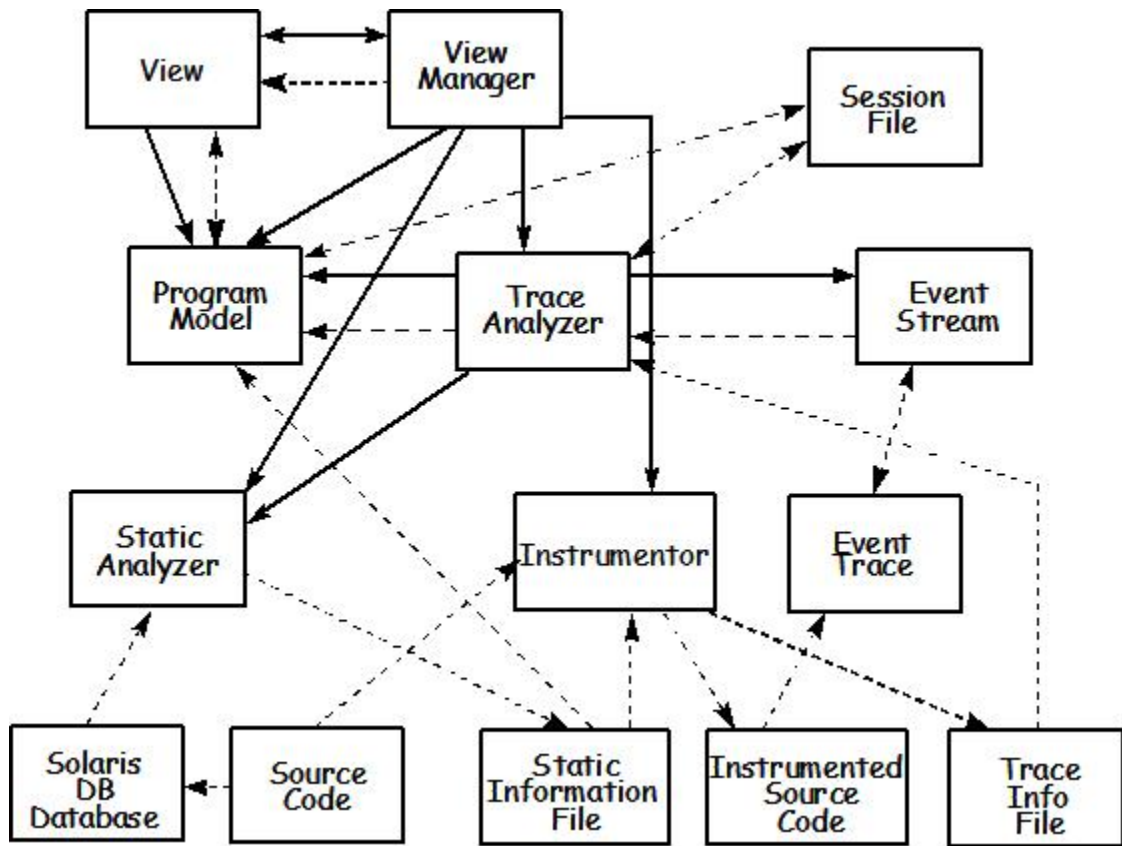 View
View
Manager
Session
File
Program
Model
Trace
Analyzer
Event
Stream
Static
Analyzer
Instrumentor
Event
Trace
Solaris
DB
Database
Source
Code
Static
Information
File
Instrumented
Source
Code
Trace
Info
File